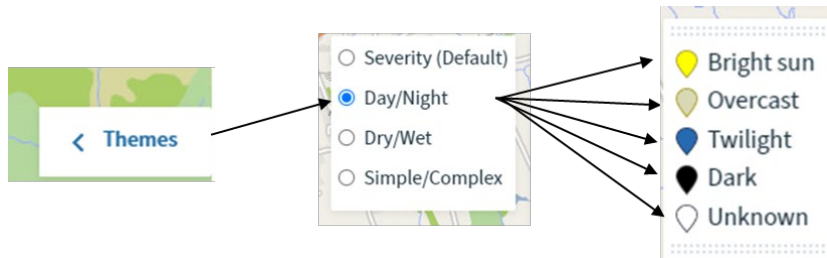 Themes
Severity (Default)
Day/Night
Dry/Wet
Simple/Complex
Bright sun
Overcast
Twilight
Dark
Unknown